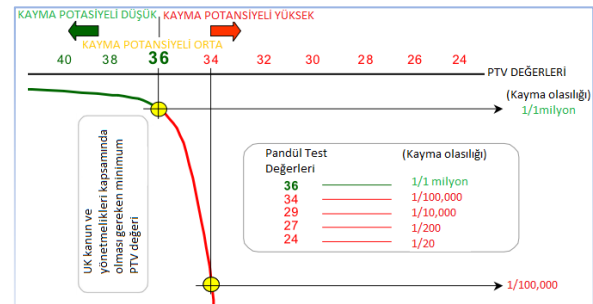 KAYMA POTASİYELİ DÜŞÜK
KAYMA POTANSİYELİ YÜKSEK
KAYMA POTANSİYELİ ORTA
40 38 36 34 32 30 28 26 24
PTV DEĞERLERİ
(Kayma olasılığı)
1/1milyon
UK kanun ve
yönetmelikleri kapsamında
olması gereken minimum
PTV değeri
Pandül Test
Değerleri
(Kayma olasılığı)
36 1/1 milyon
34 1/100,000
29 1/10,000
27 1/200
24 1/20
1/100,000